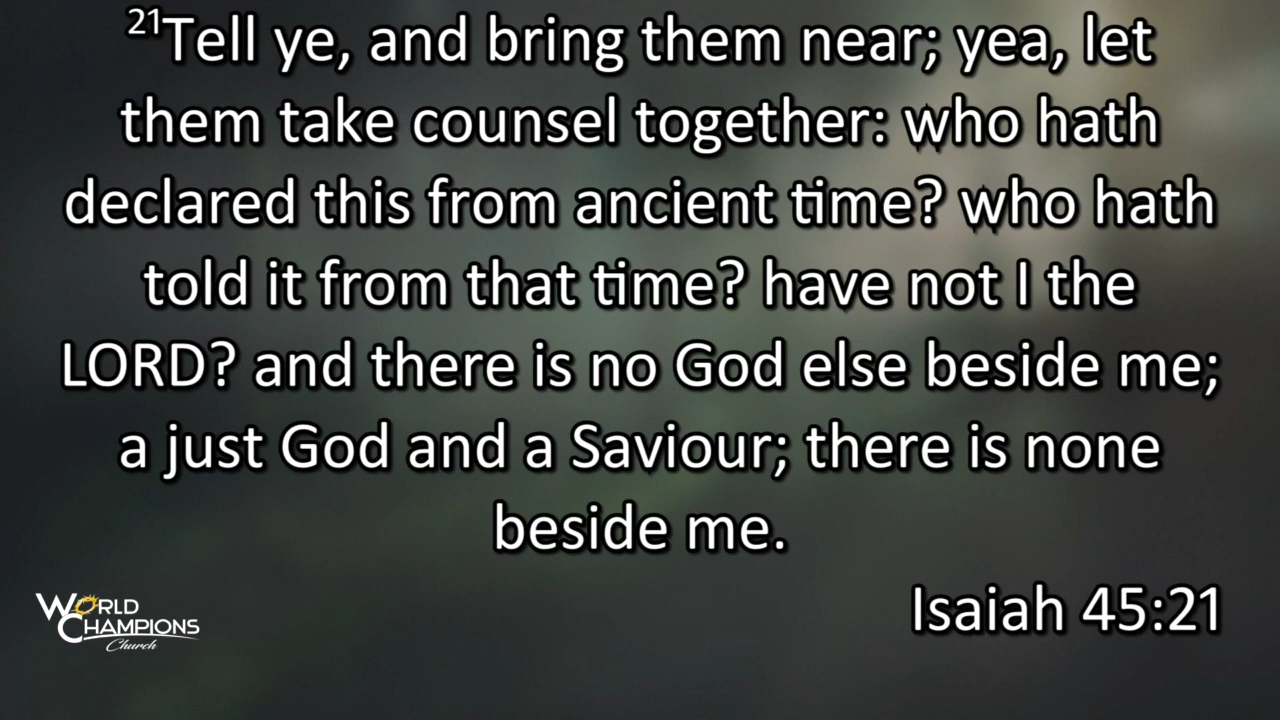 21Tell ye, and bring them near; yea, let
them take counsel together: who hath
declared this from ancient time? who hath
told it from that time? have not I the
LORD? and there is no God else beside me;
a just God and a Saviour; there is none
beside me.
Isaiah 45:21
WORLD
CHAMPIONS
Church